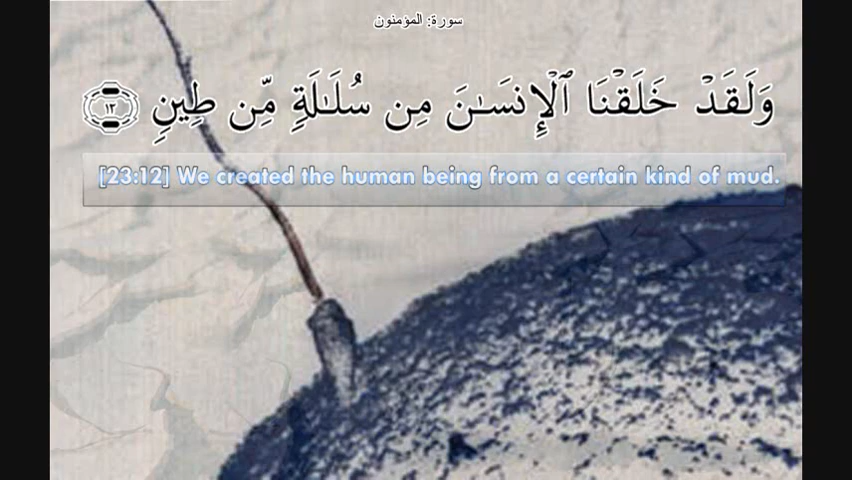 سورة: المؤمنون
وَلَقَدْ خَلَقْنَا ٱلْإِنسَـٰنَ مِن سُلَـٰلَةٍ مِّن طِينٍ ١٢
[23:12] We created the human being from a certain kind of mud.